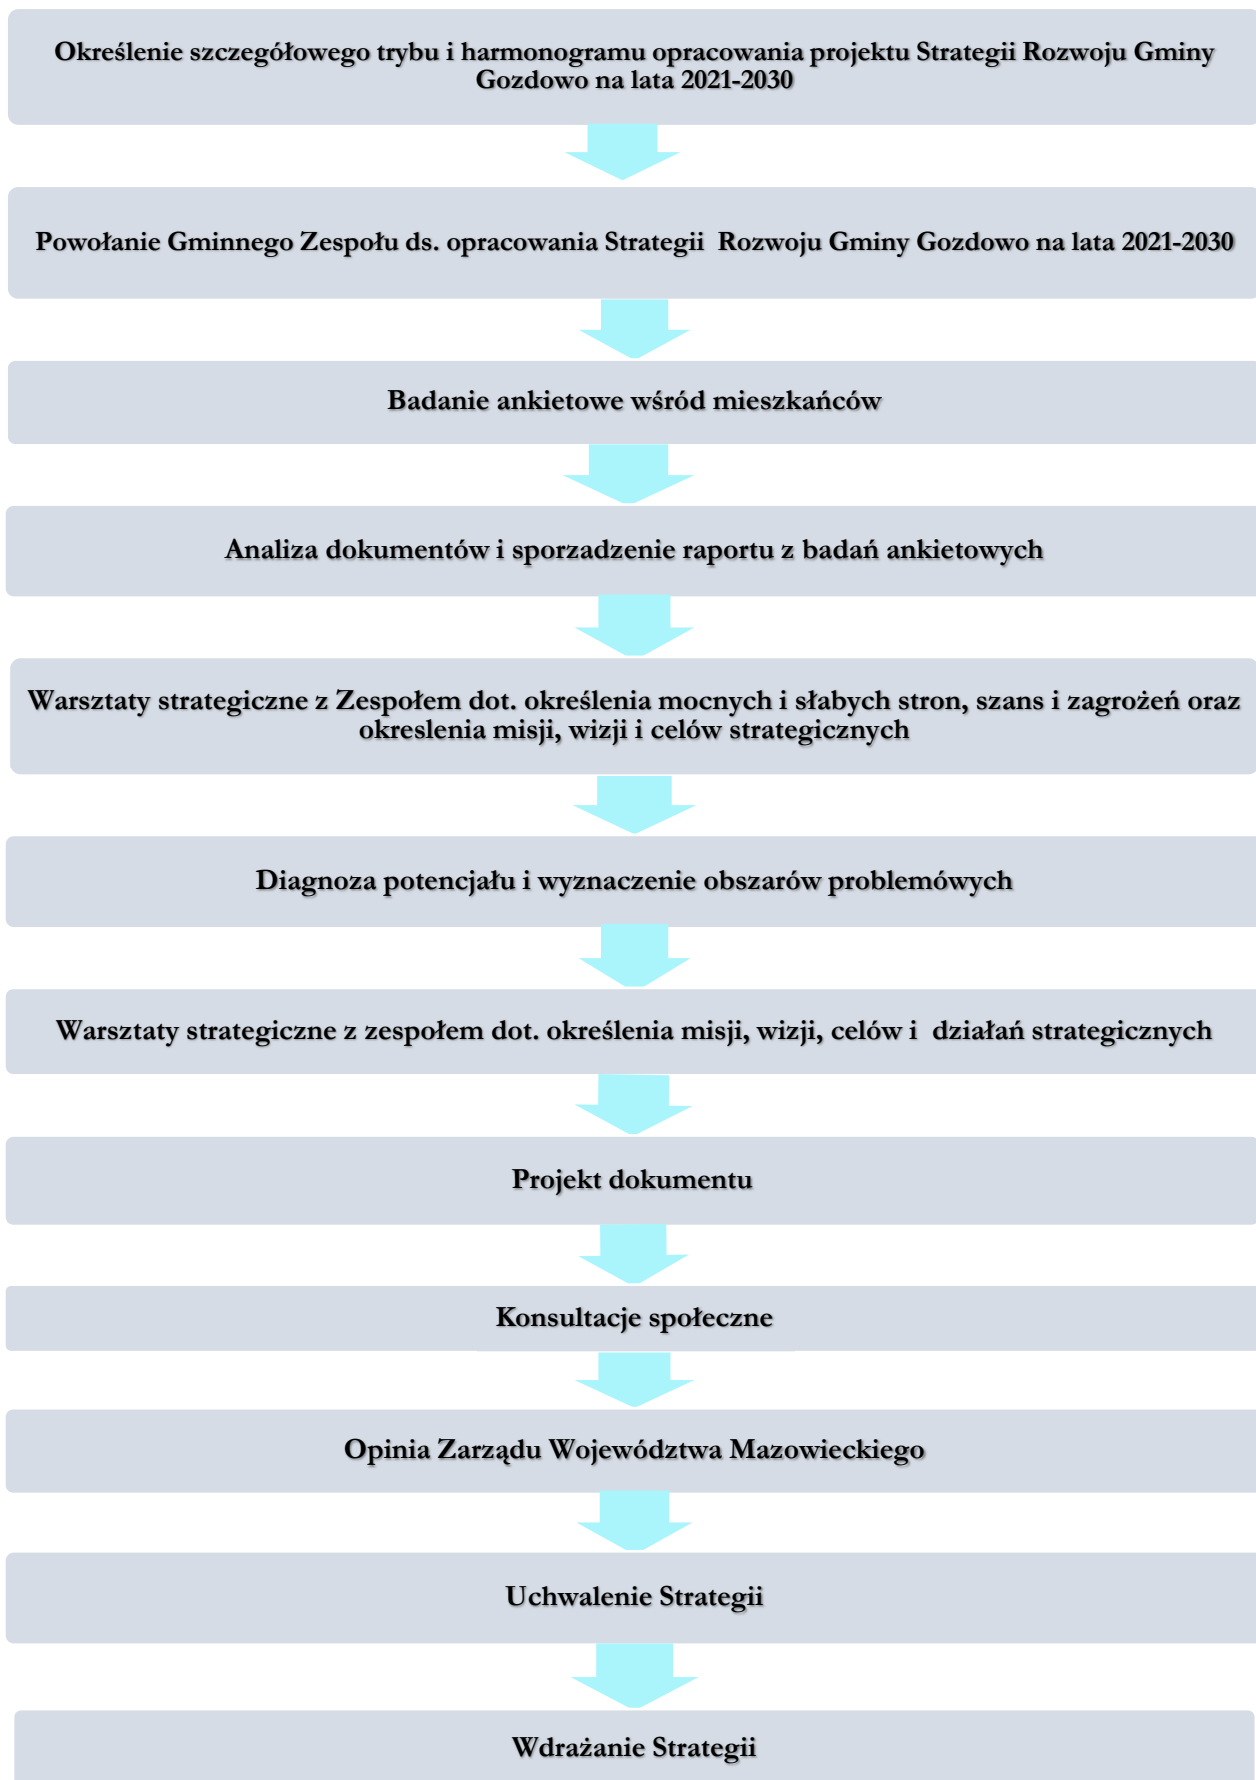 Określenie szczegółowego trybu i harmonogramu opracowania projektu Strategii Rozwoju Gminy
Gozdowo na lata 2021-2030
Powołanie Gminnego Zespołu ds. opracowania Strategii  Rozwoju Gminy Gozdowo na lata 2021-2030
Badanie ankietowe wśród mieszkańców
Analiza dokumentów i sporzadzenie raportu z badań ankietowych
Warsztaty strategiczne z Zespołem dot. określenia mocnych i słabych stron, szans i zagrożeń oraz
okreslenia misji, wizji i celów strategicznych
Diagnoza potencjału i wyznaczenie obszarów problemówych
Warsztaty strategiczne z zespołem dot. określenia misji, wizji, celów i  działań strategicznych
Projekt dokumentu
Konsultacje społeczne
Opinia Zarządu Województwa Mazowieckiego
Uchwalenie Strategii
Wdrażanie Strategii